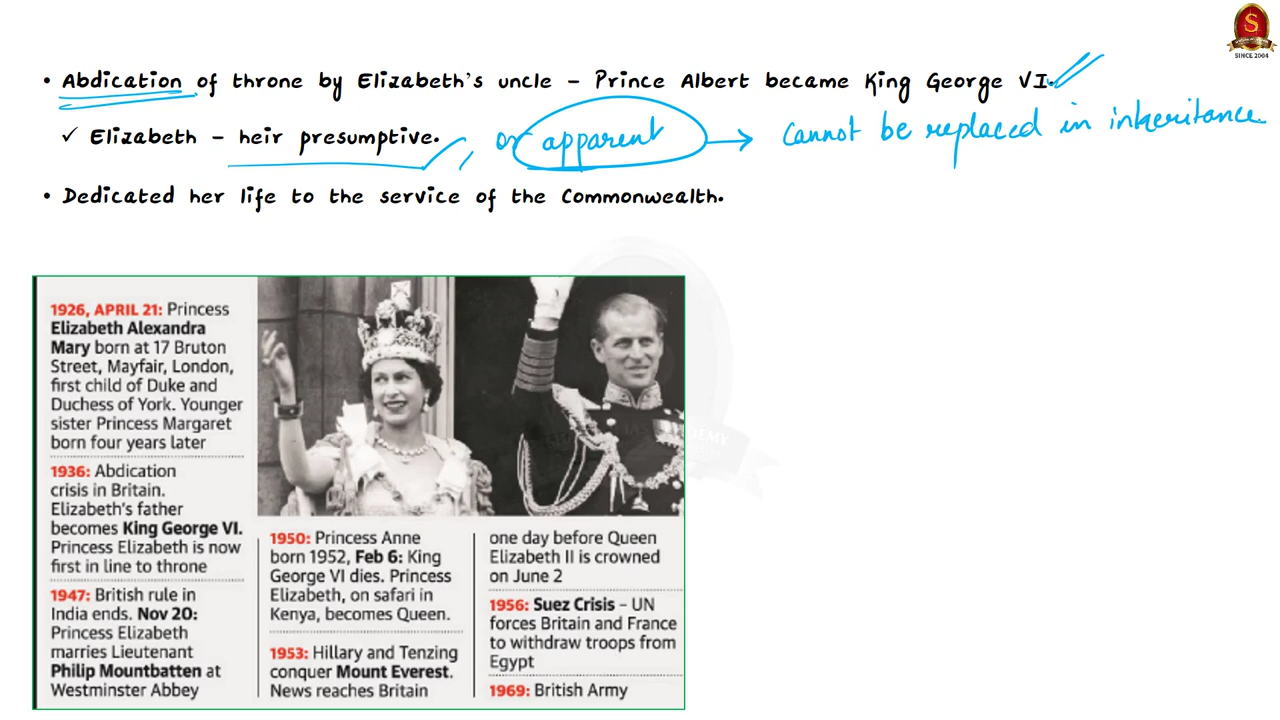 S
SINCE 2004
• Abdication of throne by Elizabeth's uncle – Prince Albert became King George VI.
✓ Elizabeth – heir presumptive. or apparent → Cannot be replaced in inheritance
• Dedicated her life to the service of the Commonwealth.
1926, APRIL 21: Princess
Elizabeth Alexandra
Mary born at 17 Bruton
Street, Mayfair, London,
first child of Duke and
Duchess of York. Younger
sister Princess Margaret
born four years later
1936: Abdication
crisis in Britain.
Elizabeth's father
becomes King George VI.
Princess Elizabeth is now
first in line to throne
1947: British rule in
India ends. Nov 20:
Princess Elizabeth
marries Lieutenant
Philip Mountbatten at
Westminster Abbey
1950: Princess Anne
born 1952, Feb 6: King
George VI dies. Princess
Elizabeth, on safari in
Kenya, becomes Queen.
1953: Hillary and Tenzing
conquer Mount Everest.
News reaches Britain
one day before Queen
Elizabeth II is crowned
on June 2
1956: Suez Crisis – UN
forces Britain and France
to withdraw troops from
Egypt
1969: British Army